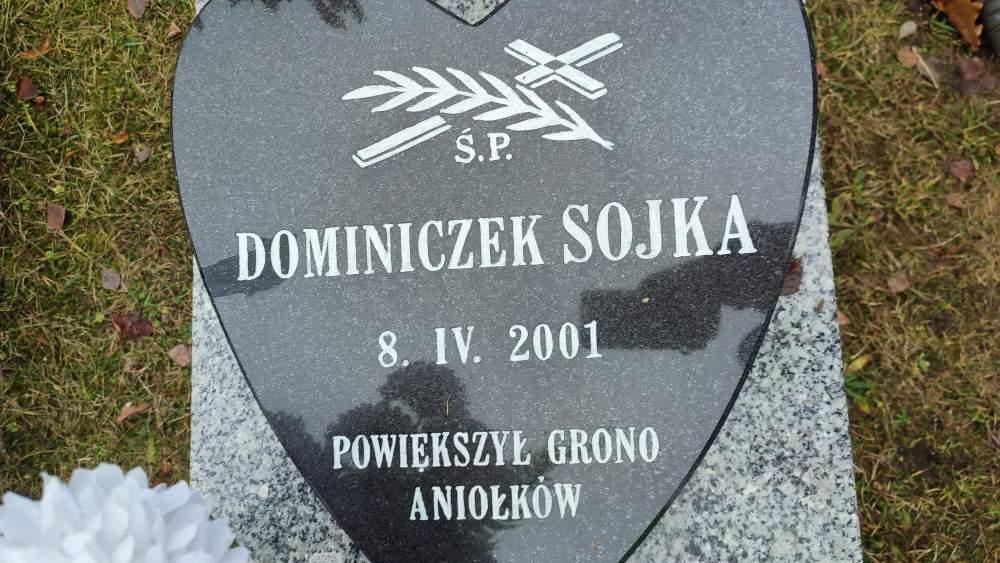 Ś.P.
DOMINICZEK SOJKA
8. IV. 2001
POWIĘKSZYŁ GRONO
ANIOŁKÓW